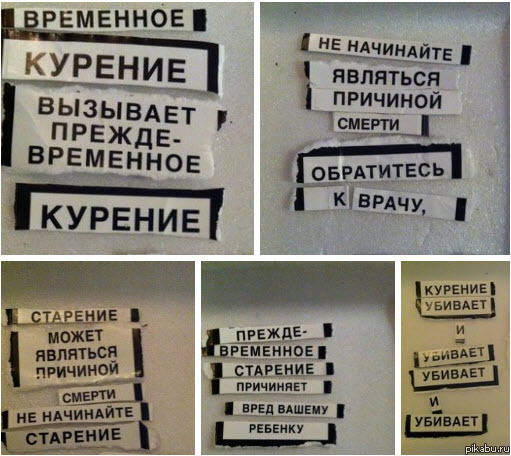 ВРЕМЕННОЕ
КУРЕНИЕ
ВЫЗЫВАЕТ
ПРЕЖДЕ-
ВРЕМЕННОЕ
КУРЕНИЕ
НЕ НАЧИНАЙТЕ
ЯВЛЯТЬСЯ
ПРИЧИНОЙ
СМЕРТИ
ОБРАТИТЕСЬ
К ВРАЧУ,
СТАРЕНИЕ
МОЖЕТ
ЯВЛЯТЬСЯ
ПРИЧИНОЙ
СМЕРТИ
НЕ НАЧИНАЙТЕ
СТАРЕНИЕ
ПРЕЖДЕ-
ВРЕМЕННОЕ
СТАРЕНИЕ
ПРИЧИНЯЕТ
ВРЕД ВАШЕМУ
РЕБЕНКУ
КУРЕНИЕ
УБИВАЕТ
И
УБИВАЕТ
УБИВАЕТ
И
УБИВАЕТ
pikabu.ru